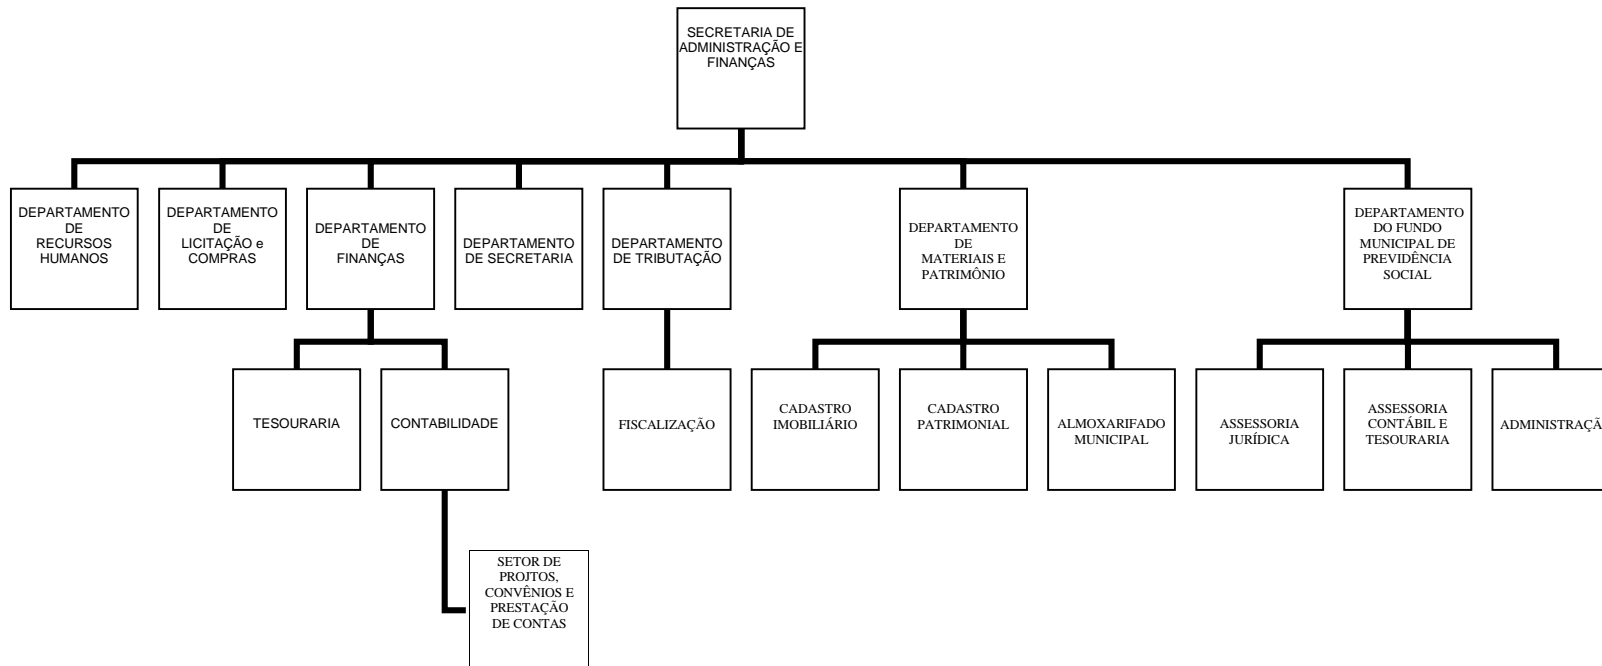 SECRETARIA DE
ADMINISTRAÇÃO E
FINANÇAS
DEPARTAMENTO
DE
RECURSOS
HUMANOS
DEPARTAMENTO
DE
LICITAÇÃO e
COMPRAS
DEPARTAMENTO
DE
FINANÇAS
DEPARTAMENTO
DE SECRETARIA
DEPARTAMENTO
DE TRIBUTAÇÃO
DEPARTAMENTO
DE
MATERIAIS E
PATRIMÔNIO
DEPARTAMENTO
DO FUNDO
MUNICIPAL DE
PREVIDÊNCIA
SOCIAL
TESOURARIA
CONTABILIDADE
FISCALIZAÇÃO
CADASTRO
IMOBILIÁRIO
CADASTRO
PATRIMONIAL
ALMOXARIFADO
MUNICIPAL
ASSESSORIA
JURÍDICA
ASSESSORIA
CONTÁBIL E
TESOURARIA
ADMINISTRAÇÃ
SETOR DE
PROJTOS,
CONVÊNIOS E
PRESTAÇÃO
DE CONTAS